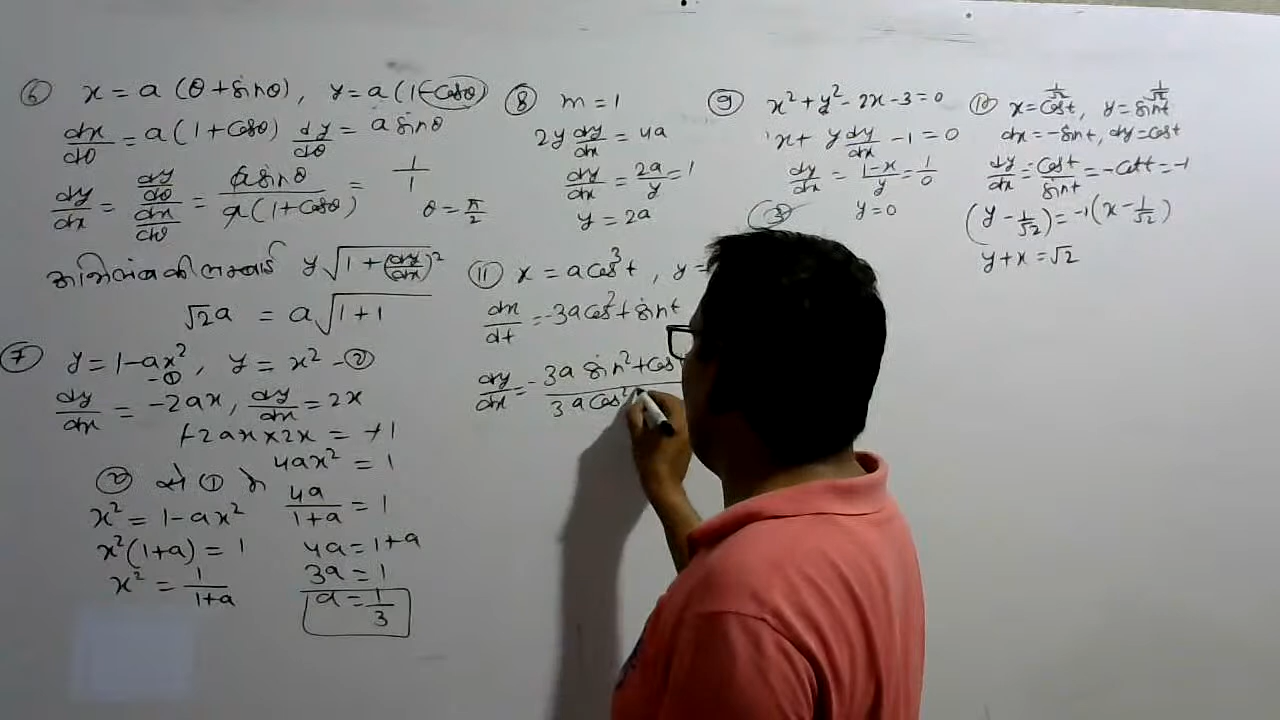 ⑥ x = a (θ + sinθ), y = a (1 - cosθ)
dx/dθ = a (1 + cosθ) dy/dθ = a sinθ
dy/dx = (dy/dθ)/(dx/dθ) = a sinθ / a(1 + cosθ) = 1/1
θ = π/2
अभिलंब की लम्बाई y√(1 + (dy/dx)²)
√2a = a√(1+1)
⑦ y = 1 - ax² - ①, y = x² - ②
dy/dx = -2ax, dy/dx = 2x
+2ax × 2x = +1
4ax² = 1
② से ① में
x² = 1 - ax²
x²(1+a) = 1
x² = 1/(1+a)
4a/(1+a) = 1
4a = 1+a
3a = 1
a = 1/3
⑧ m = 1
2y dy/dx = 4a
dy/dx = 2a/y = 1
y = 2a
⑨ x² + y² - 2x - 3 = 0
x + y dy/dx - 1 = 0
dy/dx = (1-x)/y = 1/0
③ y = 0
⑩ x = cost, y = sint
1/√2 1/√2
dx = -sint, dy = cost
dy/dx = cost/sint = -cott = -1
(y - 1/√2) = -1(x - 1/√2)
y + x = √2
⑪ x = a cos³t, y =
dx/dt = -3a cos²t sint
dy/dx = - 3a sin²t cos / 3a cos²